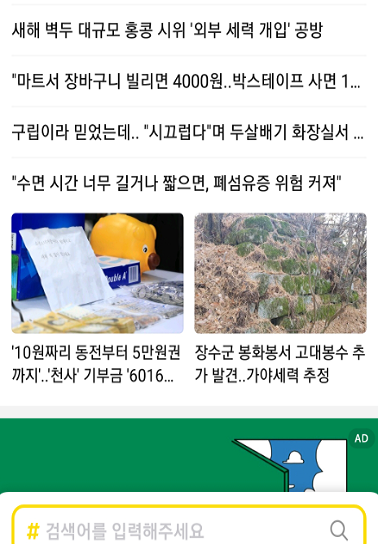 새해 벽두 대규모 홍콩 시위 '외부 세력 개입' 공방
"마트서 장바구니 빌리면 4000원..박스테이프 사면 1...
구립이라 믿었는데.. "시끄럽다"며 두살배기 화장실서 ...
"수면 시간 너무 길거나 짧으면, 폐섬유증 위험 커져"
Double A
'10원짜리 동전부터 5만원권
까지'..'천사' 기부금 '6016...
장수군 봉화봉서 고대봉수 추
가 발견..가야세력 추정
AD
# 검색어를 입력해주세요